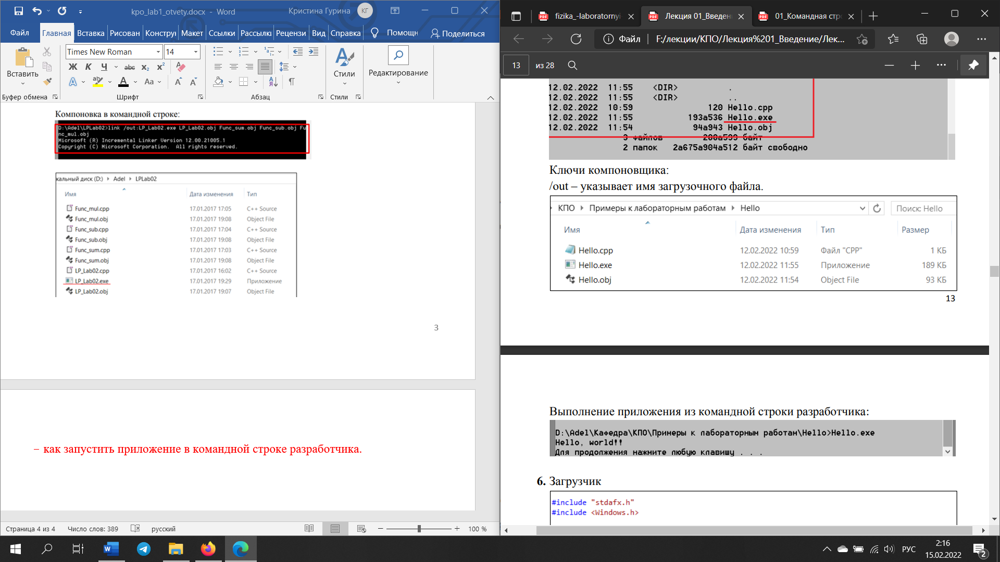 kpo_lab1_otvety.docx - Word
Кристина Гурина
КГ
Файл
Главная
Вставка
Рисован
Констру
Макет
Ссылки
Рассылк
Рецензи
Вид
Справка
Помощн
Поделиться
Вставить
Буфер обмена
Times New Roman
14
Ж К Ч abc x₂ x²
A A Aa A A
Шрифт
Абзац
Стили
Стили
Редактирование
Компоновка в командной строке:
D:\Adel\LPLab02>link /out:LP_Lab02.exe LP_Lab02.obj Func_sum.obj Func_sub.obj Fu
nc_mul.obj
Microsoft (R) Incremental Linker Version 12.00.21005.1
Copyright (C) Microsoft Corporation.  All rights reserved.
кальный диск (D:) Adel LPLab02
Имя Дата изменения Тип
Func_mul.cpp 17.01.2017 17:05 C++ Source
Func_mul.obj 17.01.2017 19:08 Object File
Func_sub.cpp 17.01.2017 17:04 C++ Source
Func_sub.obj 17.01.2017 19:08 Object File
Func_sum.cpp 17.01.2017 17:03 C++ Source
Func_sum.obj 17.01.2017 19:08 Object File
LP_Lab02.cpp 17.01.2017 16:02 C++ Source
LP_Lab02.exe 17.01.2017 19:29 Приложение
LP_Lab02.obj 17.01.2017 19:07 Object File
3
– как запустить приложение в командной строке разработчика.
Страница 4 из 4 Число слов: 389 русский 100 %
fizika_-laboratornyi
Лекция 01_Введен
01_Командная стр
Файл F:/лекции/КПО/Лекция%201_Введение/Лек...
13 из 28
12.02.2022 11:55 <DIR> .
12.02.2022 11:55 <DIR> ..
12.02.2022 10:59 120 Hello.cpp
12.02.2022 11:55 193а536 Hello.exe
12.02.2022 11:54 94а943 Hello.obj
3 файлов 288а599 байт
2 папок 2а675а904а512 байт свободно
Ключи компоновщика:
/out – указывает имя загрузочного файла.
КПО Примеры к лабораторным работам Hello
Поиск: Hello
Имя Дата изменения Тип Размер
Hello.cpp 12.02.2022 10:59 Файл "CPP" 1 КБ
Hello.exe 12.02.2022 11:55 Приложение 189 КБ
Hello.obj 12.02.2022 11:54 Object File 93 КБ
13
Выполнение приложения из командной строки разработчика:
D:\Adel\Кафедра\КПО\Примеры к лабораторным работам\Hello>Hello.exe
Hello, world!!
Для продолжения нажмите любую клавишу . . .
6. Загрузчик
#include "stdafx.h"
#include <Windows.h>
РУС
2:16
15.02.2022
2